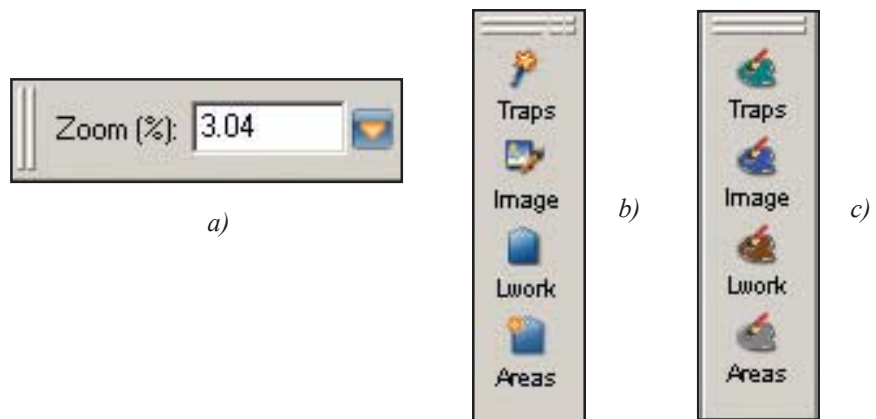 Zoom (%): 3.04
a)
Traps
Image
Lwork
Areas
b)
Traps
Image
Lwork
Areas
c)